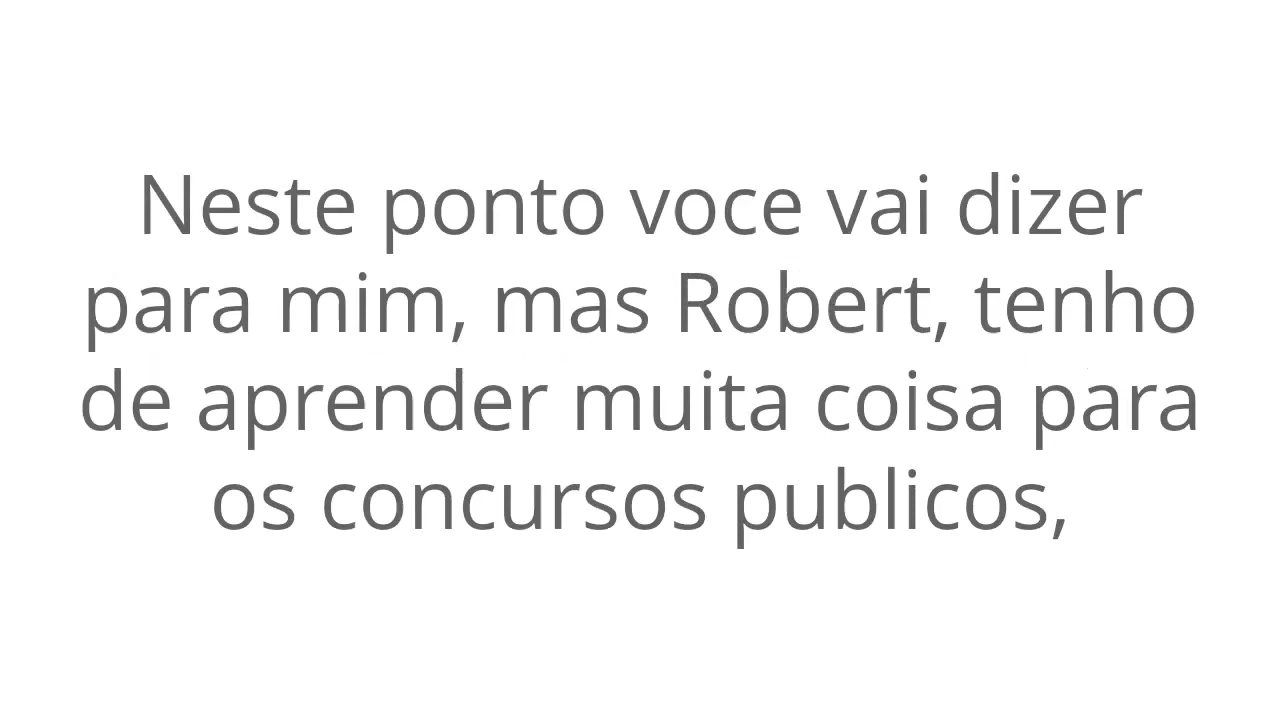 Neste ponto voce vai dizer
para mim, mas Robert, tenho
de aprender muita coisa para
os concursos publicos,